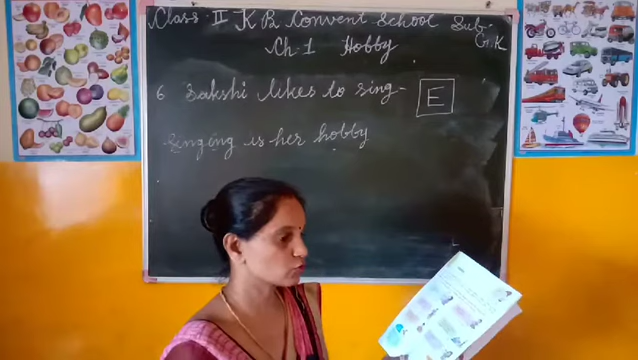 Class II K R Convent School Sub-
G.K
Ch.1 Hobby
6 Sakshi likes to sing- E
Singing is her hobby